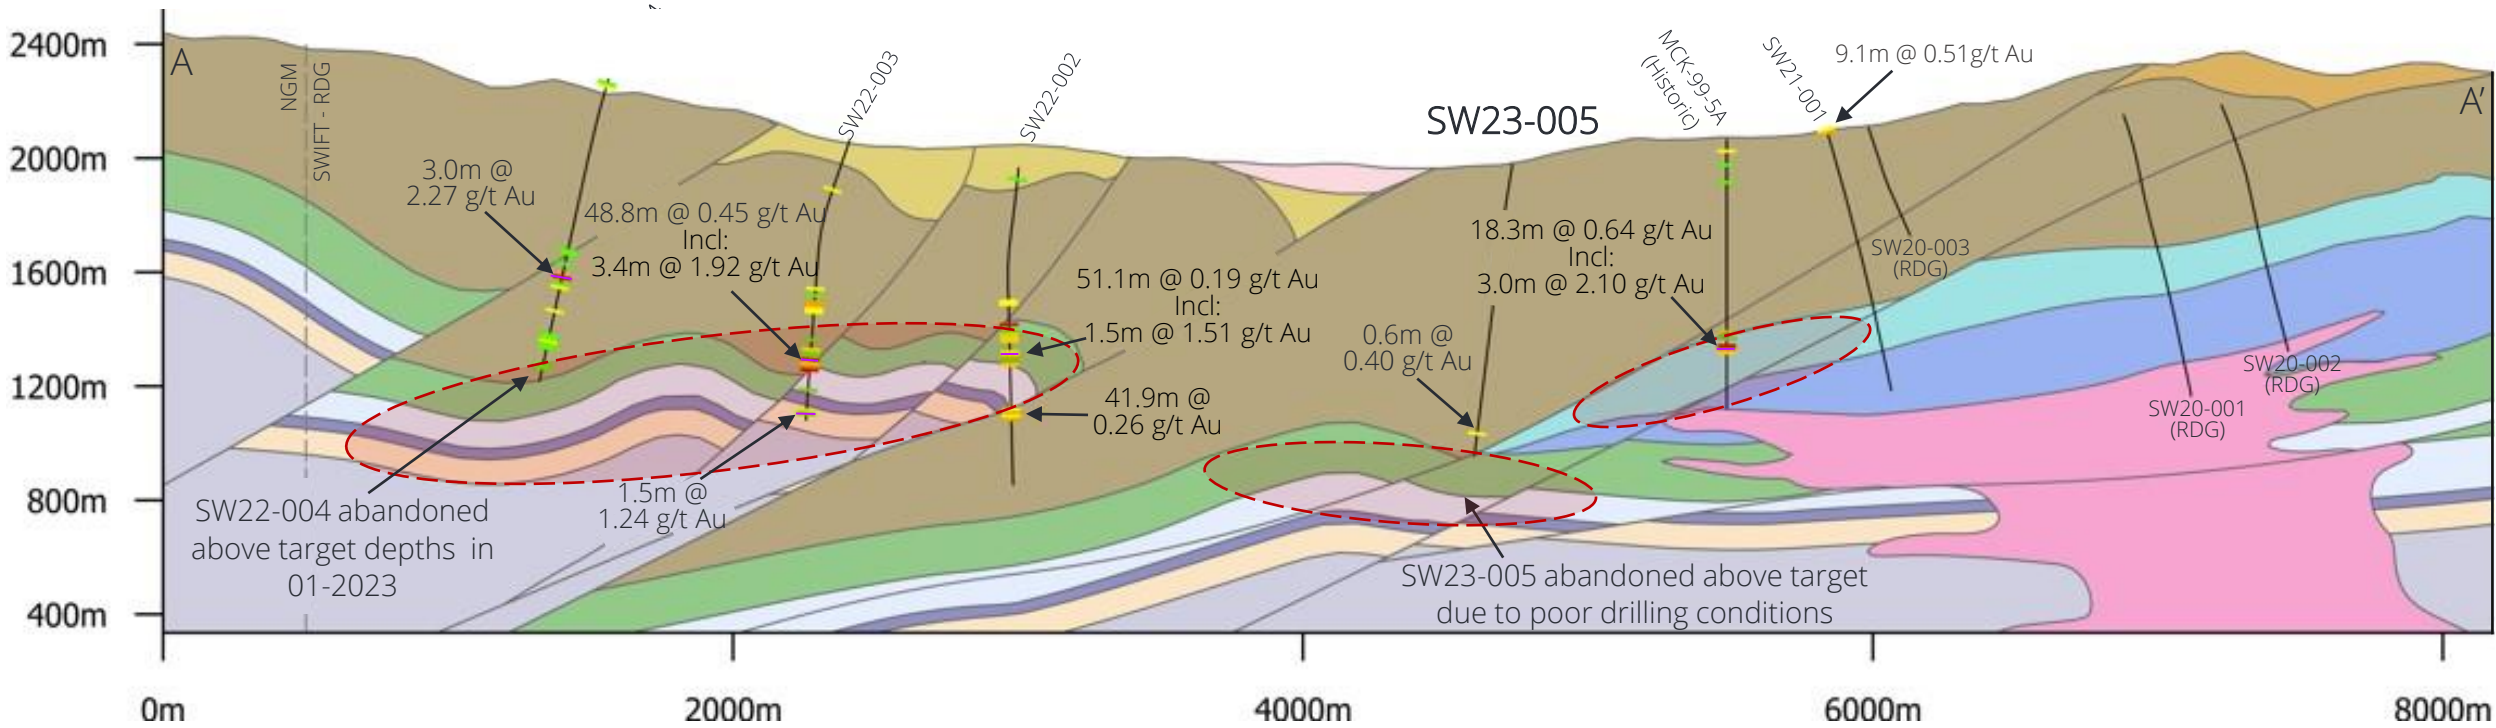 2400m
2000m
1600m
1200m
800m
400m
A
A'
NGM
SWIFT - RDG
3.0m @
2.27 g/t Au
48.8m @ 0.45 g/t Au
Incl:
3.4m @ 1.92 g/t Au
SW22-003
SW22-002
51.1m @ 0.19 g/t Au
Incl:
1.5m @ 1.51 g/t Au
41.9m @
0.26 g/t Au
1.5m @
1.24 g/t Au
SW22-004 abandoned
above target depths in
01-2023
SW23-005
0.6m @
0.40 g/t Au
SW23-005 abandoned above target
due to poor drilling conditions
MCK-99-5A
(Historic)
18.3m @ 0.64 g/t Au
Incl:
3.0m @ 2.10 g/t Au
SW21-001
9.1m @ 0.51g/t Au
SW20-003
(RDG)
SW20-002
(RDG)
SW20-001
(RDG)
0m
2000m
4000m
6000m
8000m